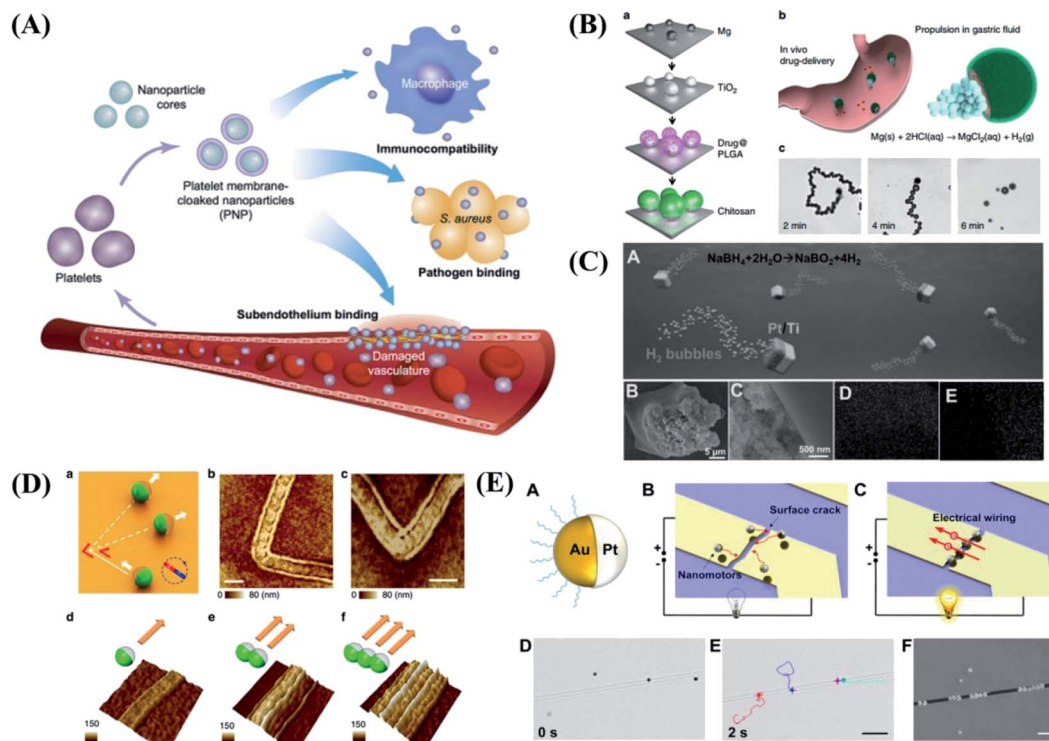 (A)
Nanoparticle
cores
Macrophage
Immunocompatibility
Platelet membrane-
cloaked nanoparticles
(PNP)
S. aureus
Pathogen binding
Platelets
Subendothelium binding
Damaged
vasculature
(B)
a
Mg
TiO2
Drug@
PLGA
Chitosan
b
In vivo
drug-delivery
Propulsion in gastric fluid
Mg(s) + 2HCl(aq) → MgCl2(aq) + H2(g)
c
2 min
4 min
6 min
(C)
A
NaBH4+2H2O→NaBO2+4H2
Pt/Ti
H2 bubbles
B
5 µm
C
500 nm
D
E
(D)
a
b
0 80 (nm)
c
0 80 (nm)
d
150
e
150
f
150
(E)
A
Au Pt
B
Surface crack
Nanomotors
+
-
C
Electrical wiring
+
-
D
0 s
E
2 s
F